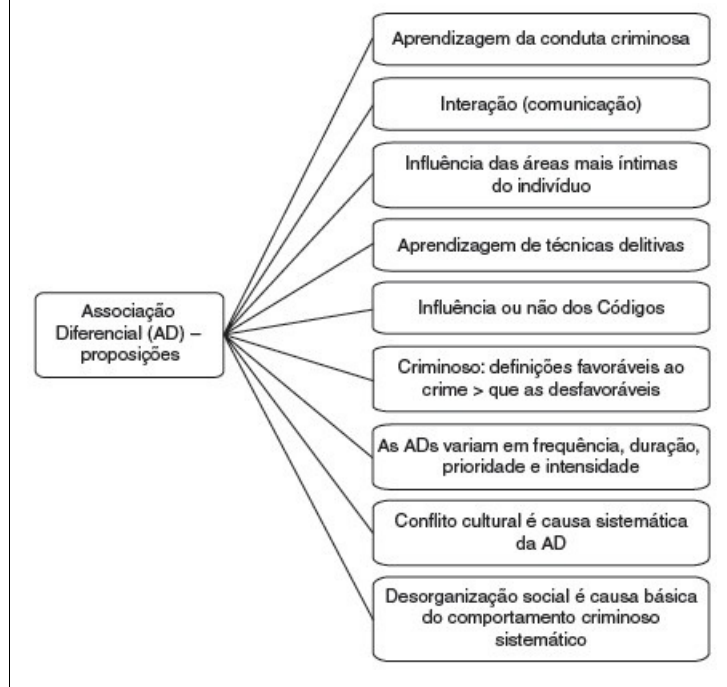 Aprendizagem da conduta criminosa
Interação (comunicação)
Influência das áreas mais íntimas
do indivíduo
Aprendizagem de técnicas delitivas
Associação
Diferencial (AD) –
proposições
Influência ou não dos Códigos
Criminoso: definições favoráveis ao
crime > que as desfavoráveis
As ADs variam em frequência, duração,
prioridade e intensidade
Conflito cultural é causa sistemática
da AD
Desorganização social é causa básica
do comportamento criminoso
sistemático